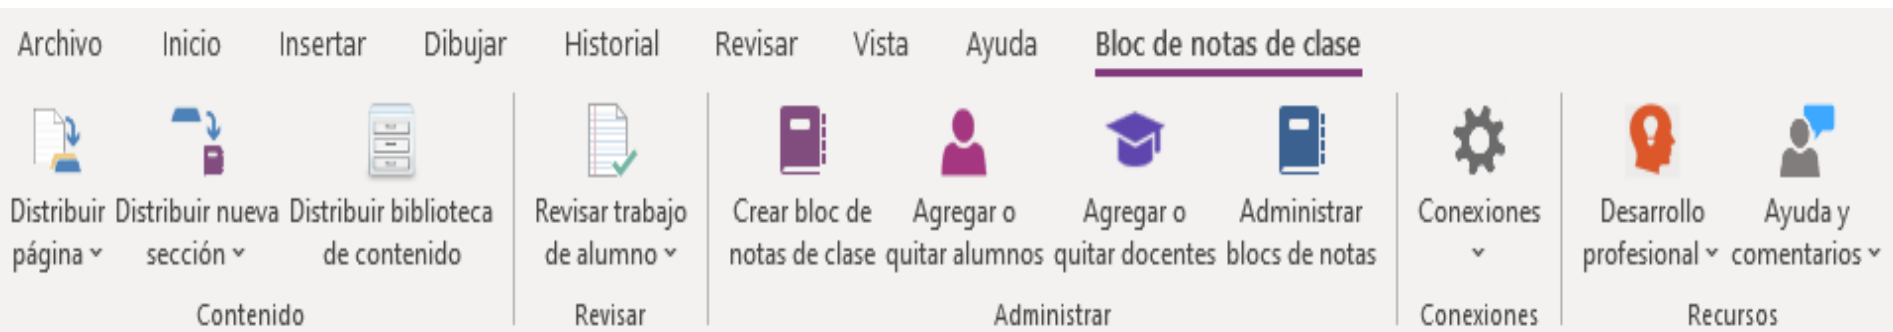 Archivo Inicio Insertar Dibujar Historial Revisar Vista Ayuda Bloc de notas de clase
Distribuir página
Distribuir nueva sección
Distribuir biblioteca de contenido
Contenido
Revisar trabajo de alumno
Revisar
Crear bloc de notas de clase
Agregar o quitar alumnos
Agregar o quitar docentes
Administrar blocs de notas
Administrar
Conexiones
Conexiones
Desarrollo profesional
Ayuda y comentarios
Recursos